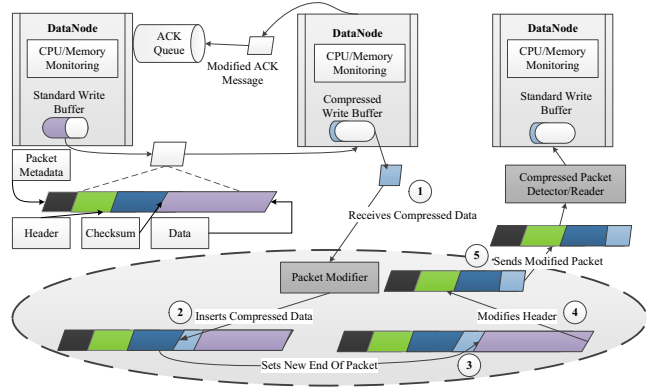 DataNode
CPU/Memory
Monitoring
Standard Write
Buffer
ACK
Queue
Modified ACK
Message
DataNode
CPU/Memory
Monitoring
Compressed
Write Buffer
DataNode
CPU/Memory
Monitoring
Standard Write
Buffer
Packet
Metadata
Header
Checksum
Data
1
Receives Compressed Data
Compressed Packet
Detector/Reader
5
Sends Modified Packet
Packet Modifier
2
Inserts Compressed Data
4
Modifies Header
Sets New End Of Packet
3